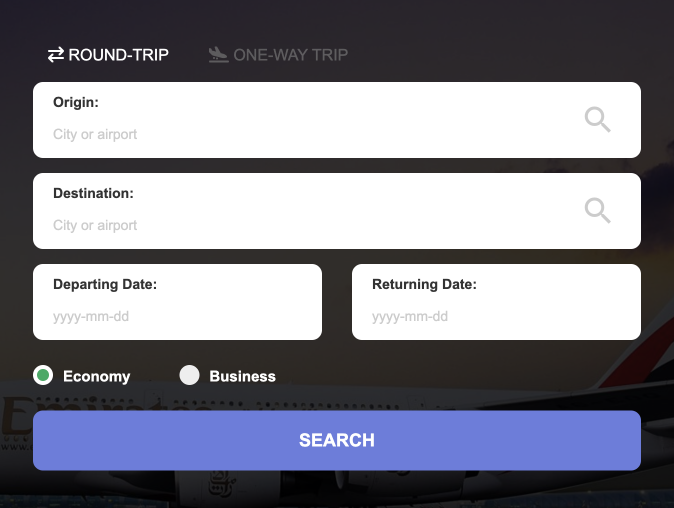 ROUND-TRIP ONE-WAY TRIP
Origin:
City or airport
Destination:
City or airport
Departing Date: Returning Date:
yyyy-mm-dd yyyy-mm-dd
Economy Business
Emirates
SEARCH